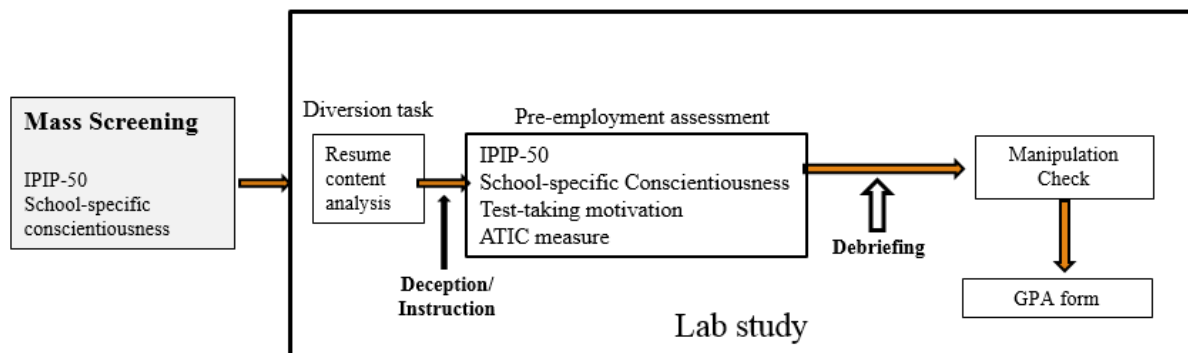 Mass Screening
IPIP-50
School-specific
conscientiousness
Diversion task
Resume
content
analysis
Deception/
Instruction
Pre-employment assessment
IPIP-50
School-specific Conscientiousness
Test-taking motivation
ATIC measure
Debriefing
Manipulation
Check
GPA form
Lab study